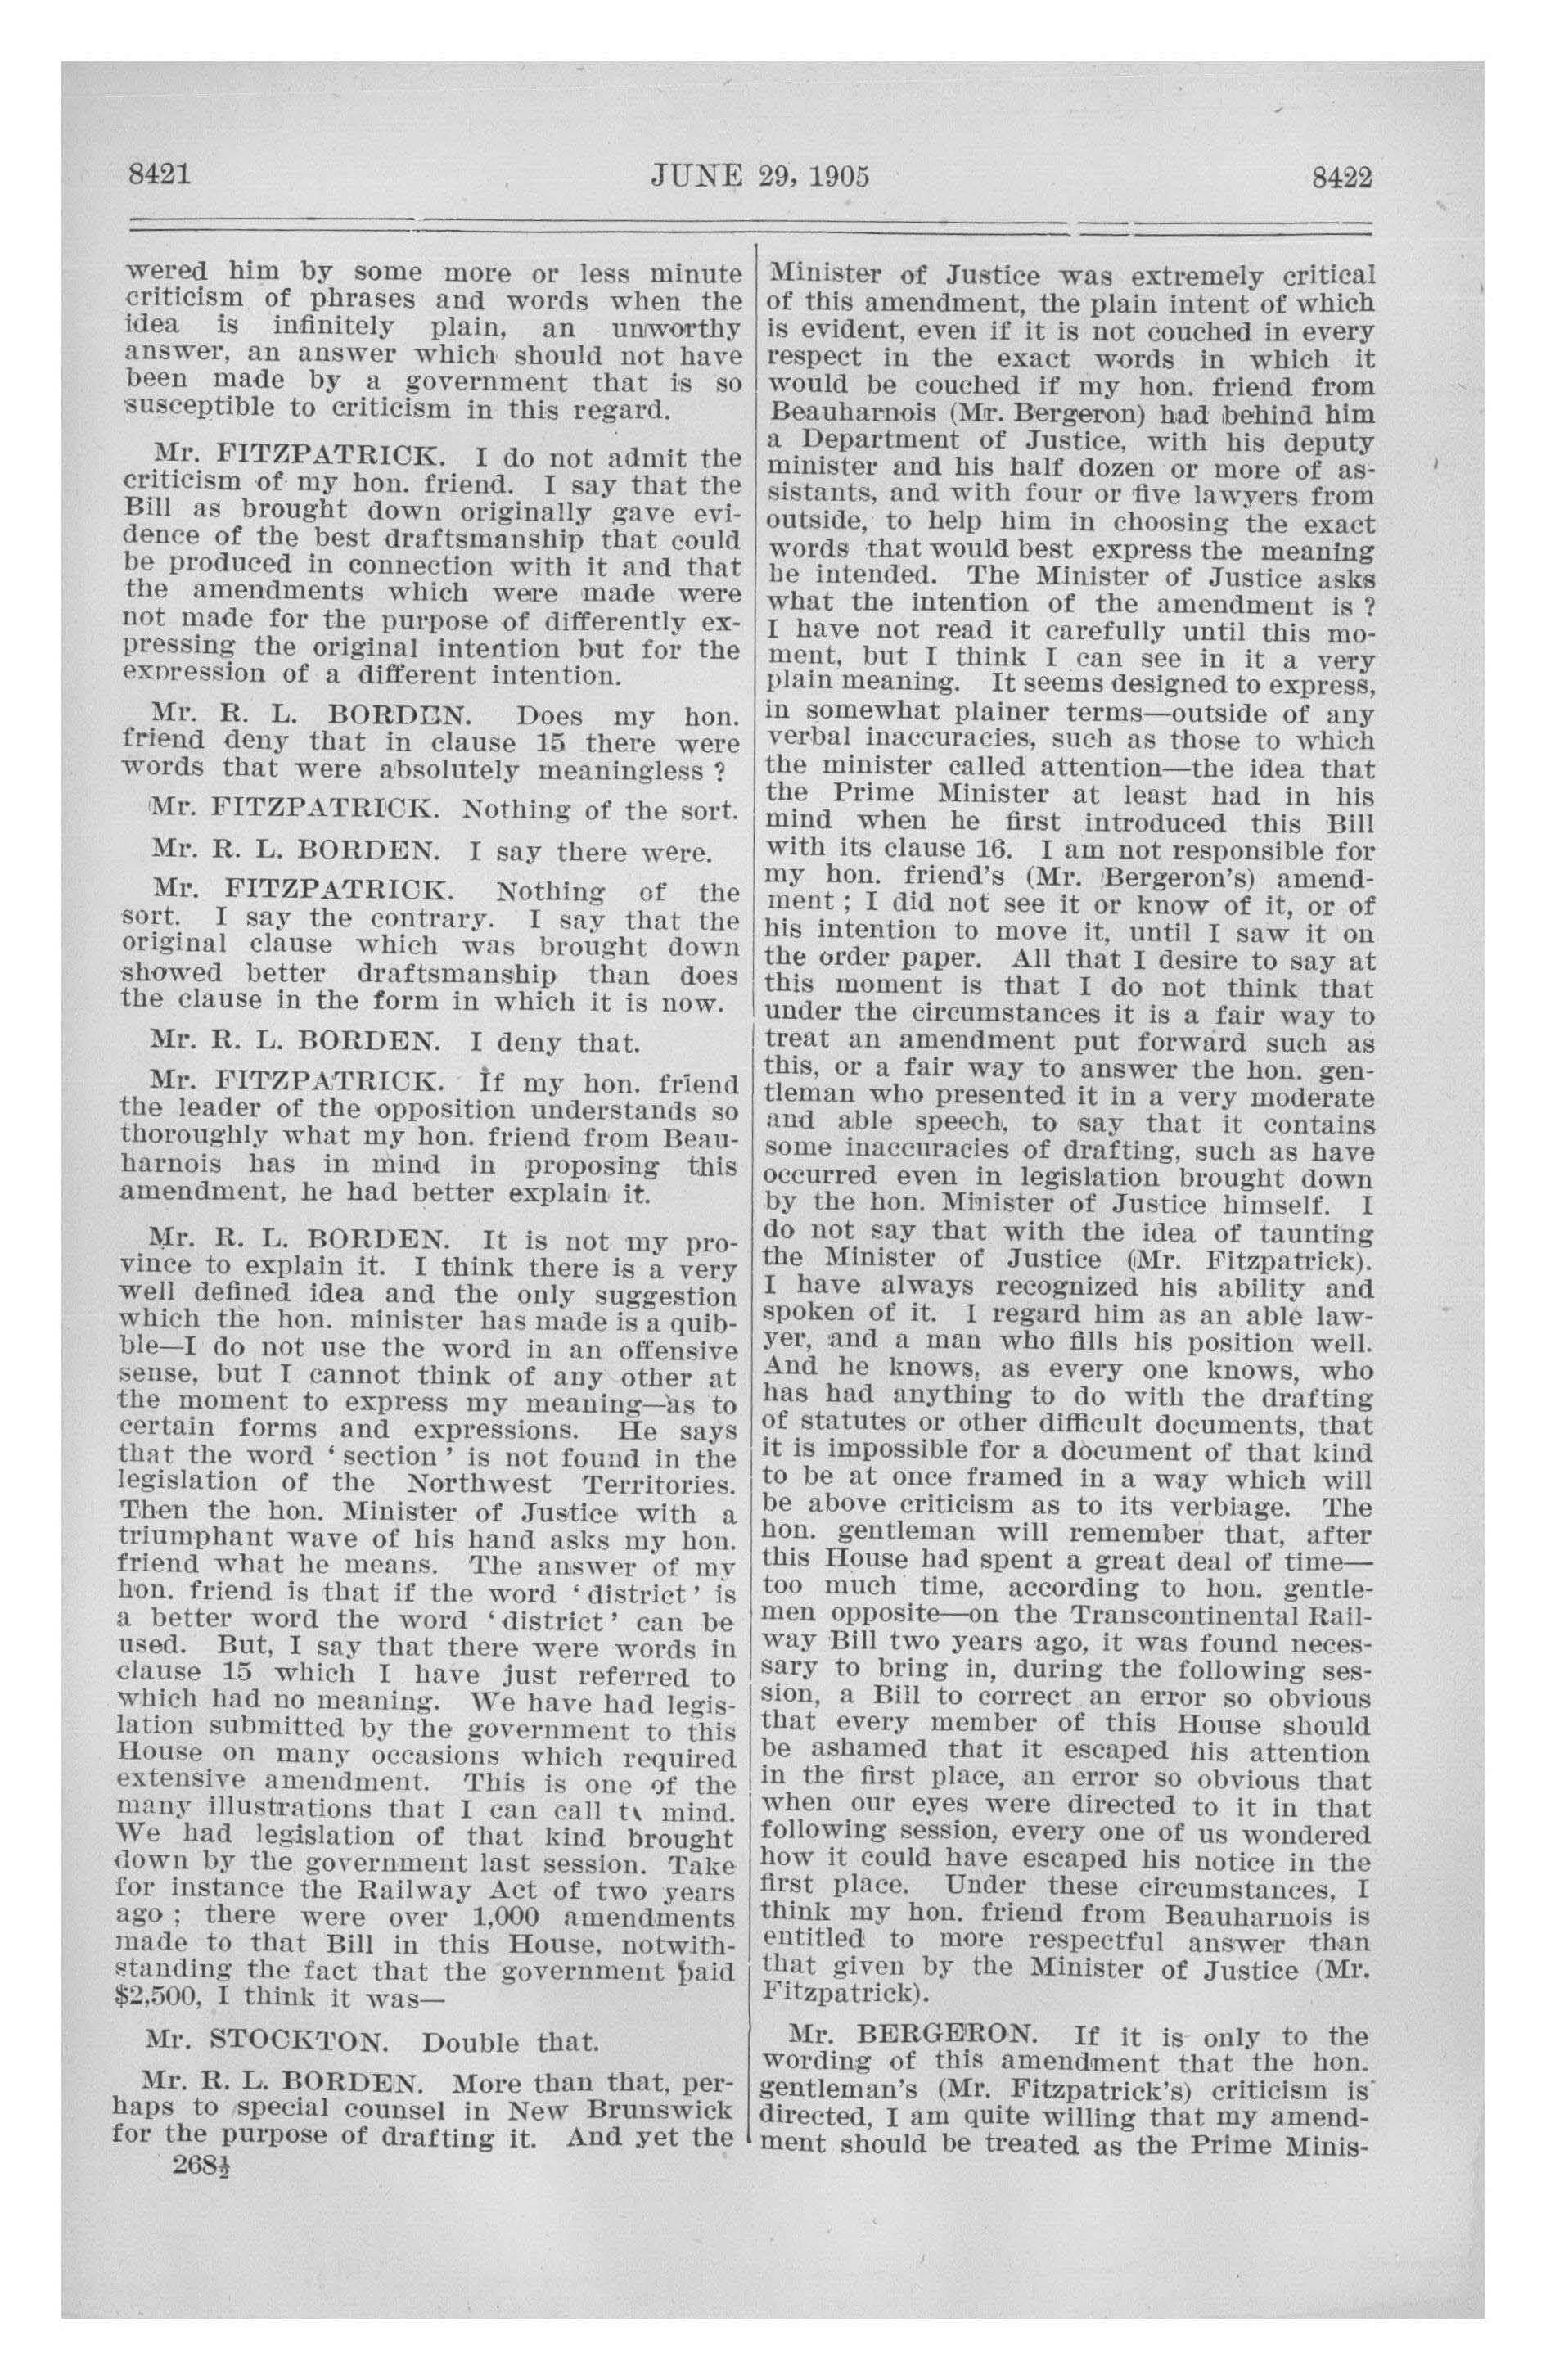 8421
JUNE 29, 1905
8422
wered him by some more or less minute
criticism of phrases and words when the
idea is infinitely plain, an unworthy
answer, an answer which should not have
been made by a government that is so
susceptible to criticism in this regard.
Mr. FITZPATRICK. I do not admit the
criticism of my hon. friend. I say that the
Bill as brought down originally gave evi-
dence of the best draftsmanship that could
be produced in connection with it and that
the amendments which were made were
not made for the purpose of differently ex-
pressing the original intention but for the
expression of a different intention.
Mr. R. L. BORDEN. Does my hon.
friend deny that in clause 15 there were
words that were absolutely meaningless ?
Mr. FITZPATRICK. Nothing of the sort.
Mr. R. L. BORDEN. I say there were.
Mr. FITZPATRICK. Nothing of the
sort. I say the contrary. I say that the
original clause which was brought down
showed better draftsmanship than does
the clause in the form in which it is now.
Mr. R. L. BORDEN. I deny that.
Mr. FITZPATRICK. If my hon. friend
the leader of the opposition understands so
thoroughly what my hon. friend from Beau-
harnois has in mind in proposing this
amendment, he had better explain it.
Mr. R. L. BORDEN. It is not my pro-
vince to explain it. I think there is a very
well defined idea and the only suggestion
which the hon. minister has made is a quib-
ble—I do not use the word in an offensive
sense, but I cannot think of any other at
the moment to express my meaning—as to
certain forms and expressions. He says
that the word ‘ section ’ is not found in the
legislation of the Northwest Territories.
Then the hon. Minister of Justice with a
triumphant wave of his hand asks my hon.
friend what he means. The answer of my
hon. friend is that if the word ‘ district ’ is
a better word the word ‘ district ’ can be
used. But, I say that there were words in
clause 15 which I have just referred to
which had no meaning. We have had legis-
lation submitted by the government to this
House on many occasions which required
extensive amendment. This is one of the
many illustrations that I can call to mind.
We had legislation of that kind brought
down by the government last session. Take
for instance the Railway Act of two years
ago ; there were over 1,000 amendments
made to that Bill in this House, notwith-
standing the fact that the government paid
$2,500, I think it was—
Mr. STOCKTON. Double that.
Mr. R. L. BORDEN. More than that, per-
haps to special counsel in New Brunswick
for the purpose of drafting it. And yet the
268½
Minister of Justice was extremely critical
of this amendment, the plain intent of which
is evident, even if it is not couched in every
respect in the exact words in which it
would be couched if my hon. friend from
Beauharnois (Mr. Bergeron) had behind him
a Department of Justice, with his deputy
minister and his half dozen or more of as-
sistants, and with four or five lawyers from
outside, to help him in choosing the exact
words that would best express the meaning
he intended. The Minister of Justice asks
what the intention of the amendment is ?
I have not read it carefully until this mo-
ment, but I think I can see in it a very
plain meaning. It seems designed to express,
in somewhat plainer terms—outside of any
verbal inaccuracies, such as those to which
the minister called attention—the idea that
the Prime Minister at least had in his
mind when he first introduced this Bill
with its clause 16. I am not responsible for
my hon. friend's (Mr. Bergeron's) amend-
ment ; I did not see it or know of it, or of
his intention to move it, until I saw it on
the order paper. All that I desire to say at
this moment is that I do not think that
under the circumstances it is a fair way to
treat an amendment put forward such as
this, or a fair way to answer the hon. gen-
tleman who presented it in a very moderate
and able speech, to say that it contains
some inaccuracies of drafting, such as have
occurred even in legislation brought down
by the hon. Minister of Justice himself. I
do not say that with the idea of taunting
the Minister of Justice (Mr. Fitzpatrick).
I have always recognized his ability and
spoken of it. I regard him as an able law-
yer, and a man who fills his position well.
And he knows, as every one knows, who
has had anything to do with the drafting
of statutes or other difficult documents, that
it is impossible for a document of that kind
to be at once framed in a way which will
be above criticism as to its verbiage. The
hon. gentleman will remember that, after
this House had spent a great deal of time—
too much time, according to hon. gentle-
men opposite—on the Transcontinental Rail-
way Bill two years ago, it was found neces-
sary to bring in, during the following ses-
sion, a Bill to correct an error so obvious
that every member of this House should
be ashamed that it escaped his attention
in the first place, an error so obvious that
when our eyes were directed to it in that
following session, every one of us wondered
how it could have escaped his notice in the
first place. Under these circumstances, I
think my hon. friend from Beauharnois is
entitled to more respectful answer than
that given by the Minister of Justice (Mr.
Fitzpatrick).
Mr. BERGERON. If it is only to the
wording of this amendment that the hon.
gentleman's (Mr. Fitzpatrick's) criticism is
directed, I am quite willing that my amend-
ment should be treated as the Prime Minis-